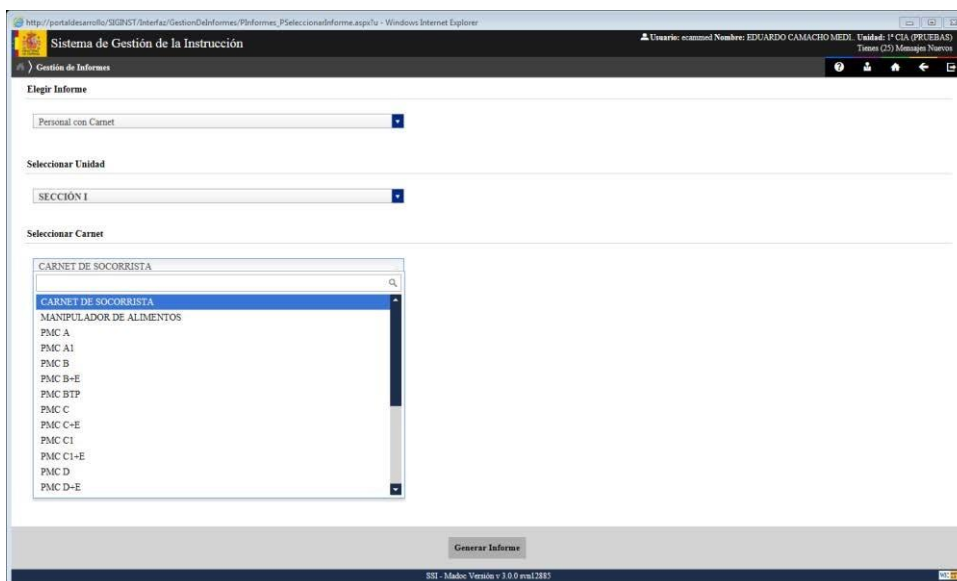 http://portaldesarrollo/SIGINST/Interfaz/GestionDeInformes/PInformes_PSeleccionarInforme.aspx?u - Windows Internet Explorer
Sistema de Gestión de la Instrucción
Usuario: ecammed Nombre: EDUARDO CAMACHO MEDI. Unidad: 1ª CIA (PRUEBAS)
Tienes (25) Mensajes Nuevos
Gestión de Informes
Elegir Informe
Personal con Carnet
Seleccionar Unidad
SECCIÓN I
Seleccionar Carnet
CARNET DE SOCORRISTA
CARNET DE SOCORRISTA
MANIPULADOR DE ALIMENTOS
PMC A
PMC A1
PMC B
PMC B+E
PMC BTP
PMC C
PMC C+E
PMC C1
PMC C1+E
PMC D
PMC D+E
Generar Informe
SSI - Madoc Versión v 3.0.0 svn12885